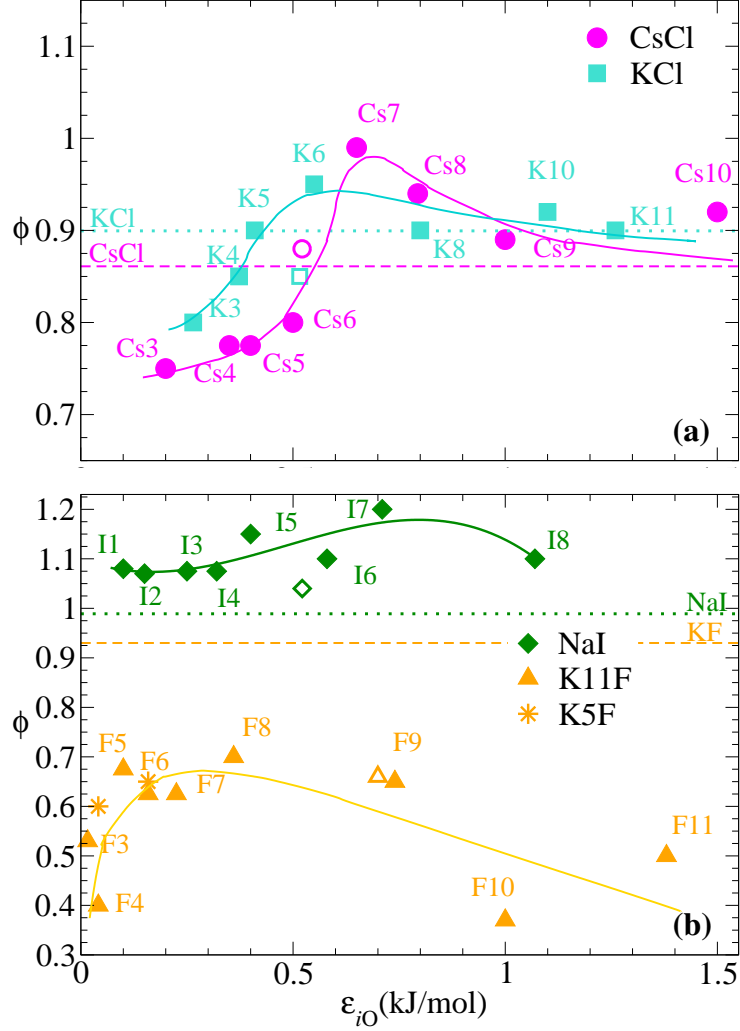 1.1
CsCl
KCl
Cs7
1
K6
Cs8
K10
Cs10
K5
KCl
K11
ϕ
0.9
K4
K8
Cs9
CsCl
K3
Cs6
0.8
Cs3
Cs4
Cs5
0.7
(a)
1.2
I7
I5
I1
I3
I8
1.1
I6
I2
I4
1
NaI
KF
0.9
NaI
K11F
0.8
K5F
ϕ
F5
F8
F9
0.7
F6
F7
0.6
F11
F3
0.5
F10
F4
0.4
(b)
0.3
0
0.5
1
1.5
ε_{iO}(kJ/mol)